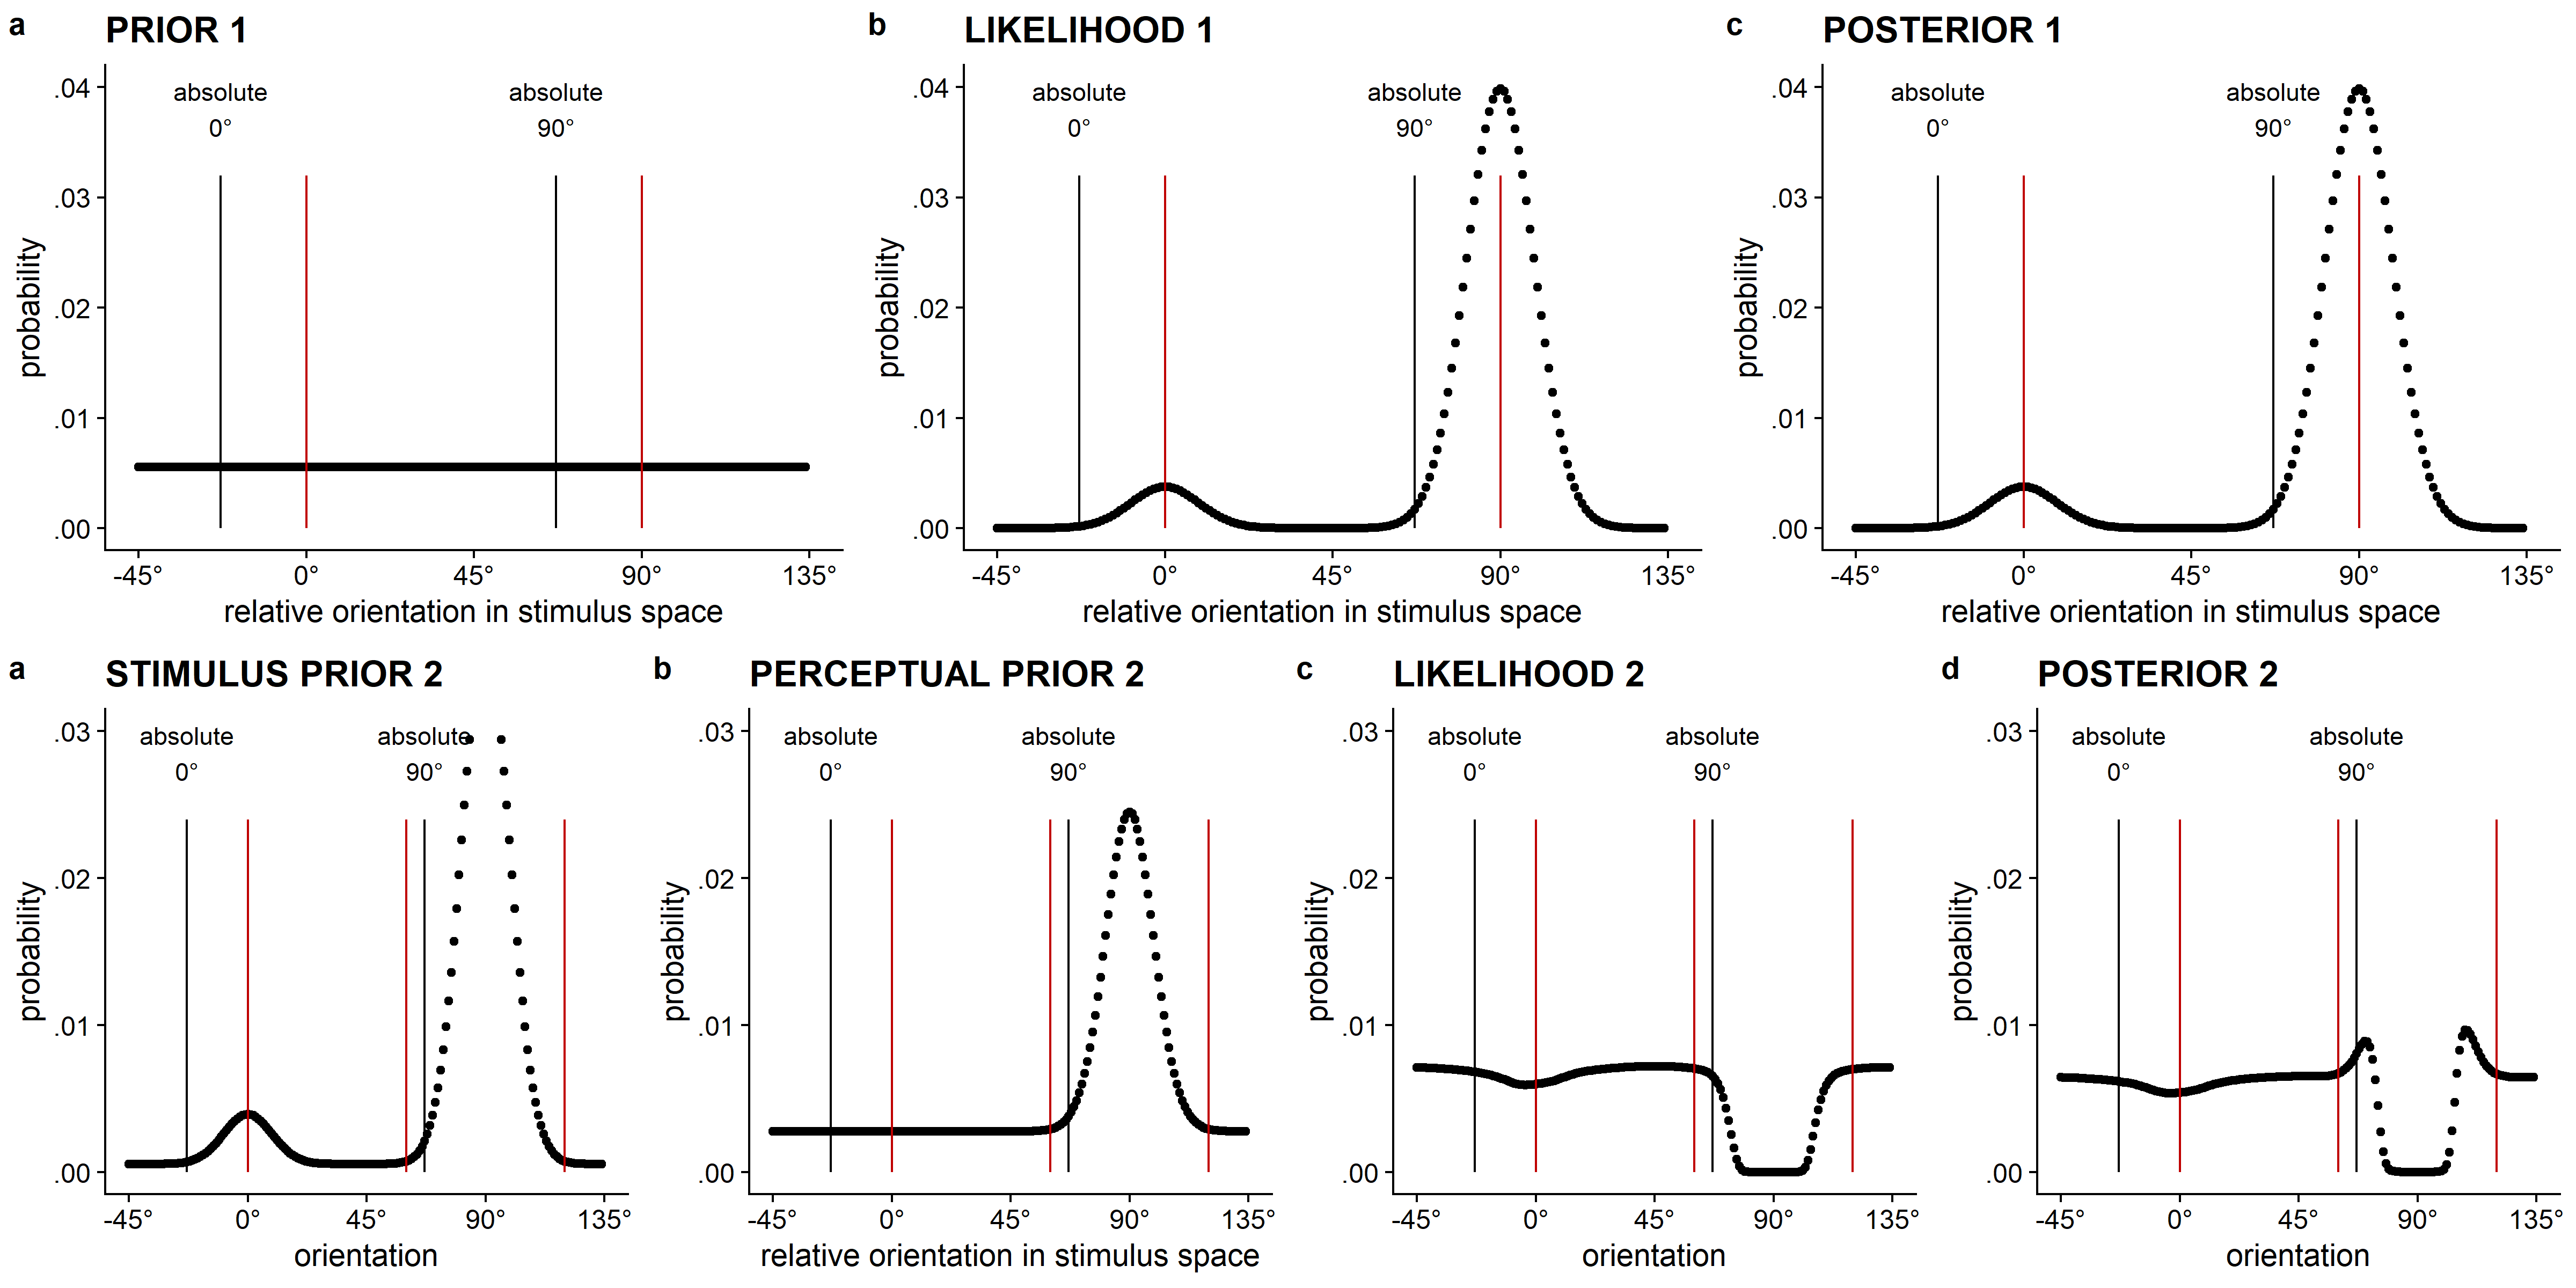 a PRIOR 1
absolute 0°
absolute 90°
.04
.03
.02
.01
.00
probability
-45° 0° 45° 90° 135°
relative orientation in stimulus space
b LIKELIHOOD 1
absolute 0°
absolute 90°
.04
.03
.02
.01
.00
probability
-45° 0° 45° 90° 135°
relative orientation in stimulus space
c POSTERIOR 1
absolute 0°
absolute 90°
.04
.03
.02
.01
.00
probability
-45° 0° 45° 90° 135°
relative orientation in stimulus space
a STIMULUS PRIOR 2
absolute 0°
absolute 90°
.03
.02
.01
.00
probability
-45° 0° 45° 90° 135°
orientation
b PERCEPTUAL PRIOR 2
absolute 0°
absolute 90°
.03
.02
.01
.00
probability
-45° 0° 45° 90° 135°
relative orientation in stimulus space
c LIKELIHOOD 2
absolute 0°
absolute 90°
.03
.02
.01
.00
probability
-45° 0° 45° 90° 135°
orientation
d POSTERIOR 2
absolute 0°
absolute 90°
.03
.02
.01
.00
probability
-45° 0° 45° 90° 135°
orientation